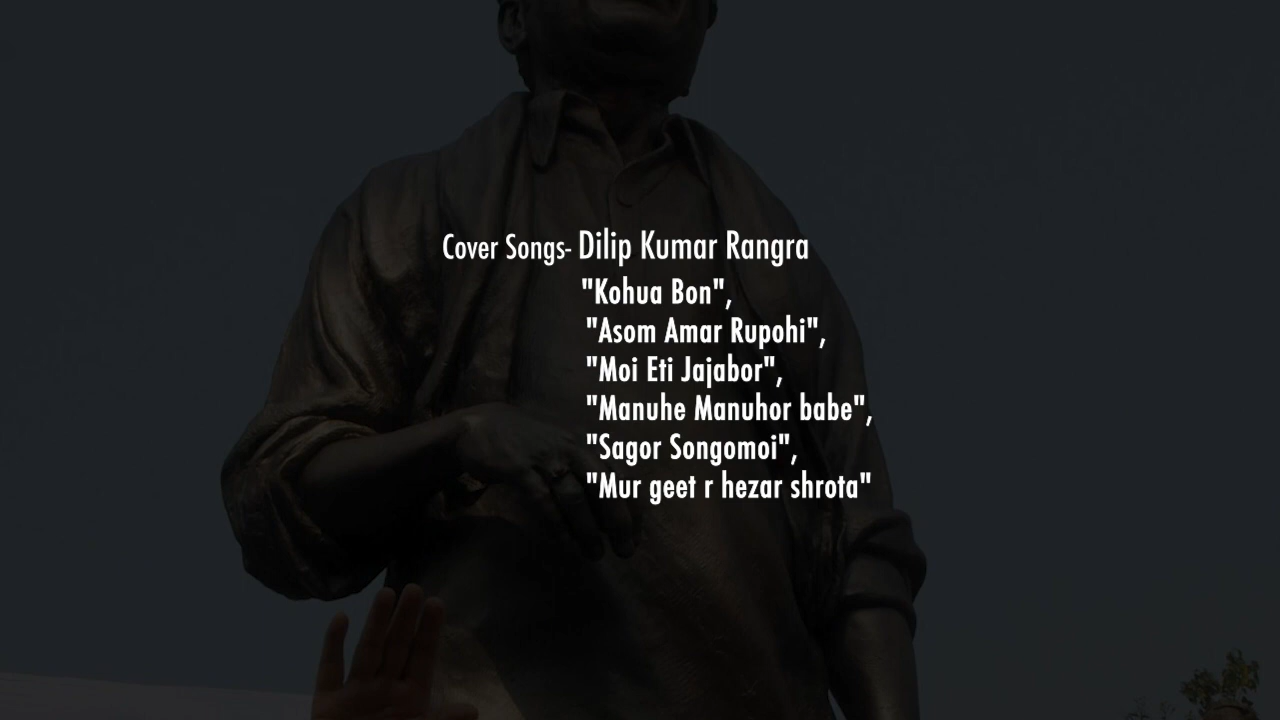 Cover Songs- Dilip Kumar Rangra
"Kohua Bon",
"Asom Amar Rupohi",
"Moi Eti Jajabor",
"Manuhe Manuhor babe",
"Sagor Songomoi",
"Mur geet r hezar shrota"